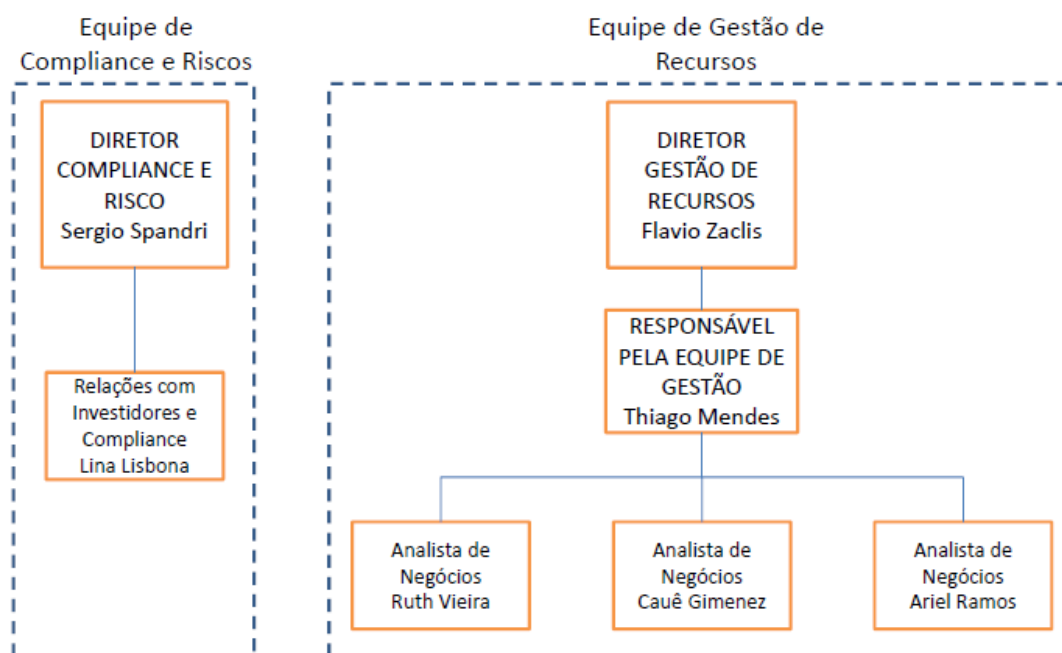 Equipe de
Compliance e Riscos
DIRETOR
COMPLIANCE E
RISCO
Sergio Spandri
Relações com
Investidores e
Compliance
Lina Lisbona
Equipe de Gestão de
Recursos
DIRETOR
GESTÃO DE
RECURSOS
Flavio Zaclis
RESPONSÁVEL
PELA EQUIPE DE
GESTÃO
Thiago Mendes
Analista de
Negócios
Ruth Vieira
Analista de
Negócios
Cauê Gimenez
Analista de
Negócios
Ariel Ramos